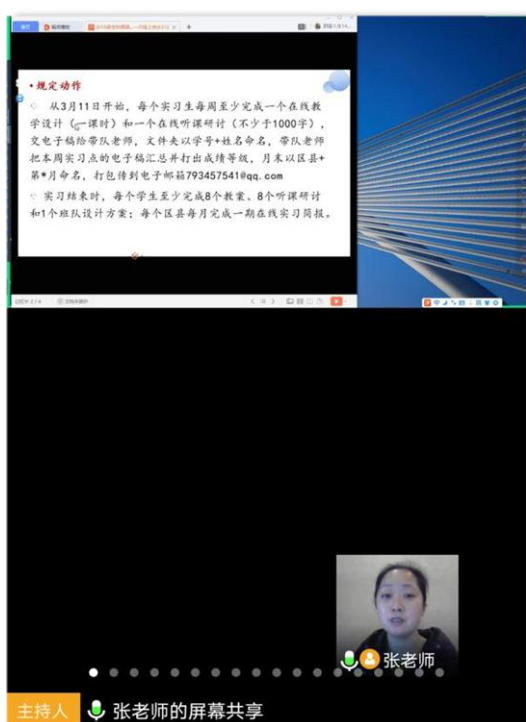 •规定动作
从3月11日开始，每个实习生每周至少完成一个在线教
学设计（一课时）和一个在线听课研讨（不少于1000字），
交电子稿给带队老师，文件夹以学号+姓名命名，带队老师
把本周实习点的电子稿汇总并打出成绩等级，月末以区县+
第*月命名，打包传到电子邮箱793457541@qq.com
实习结束时，每个学生至少完成8个教案、8个听课研讨
和1个班队设计方案；每个区县每月完成一期在线实习简报。
张老师
主持人 张老师的屏幕共享